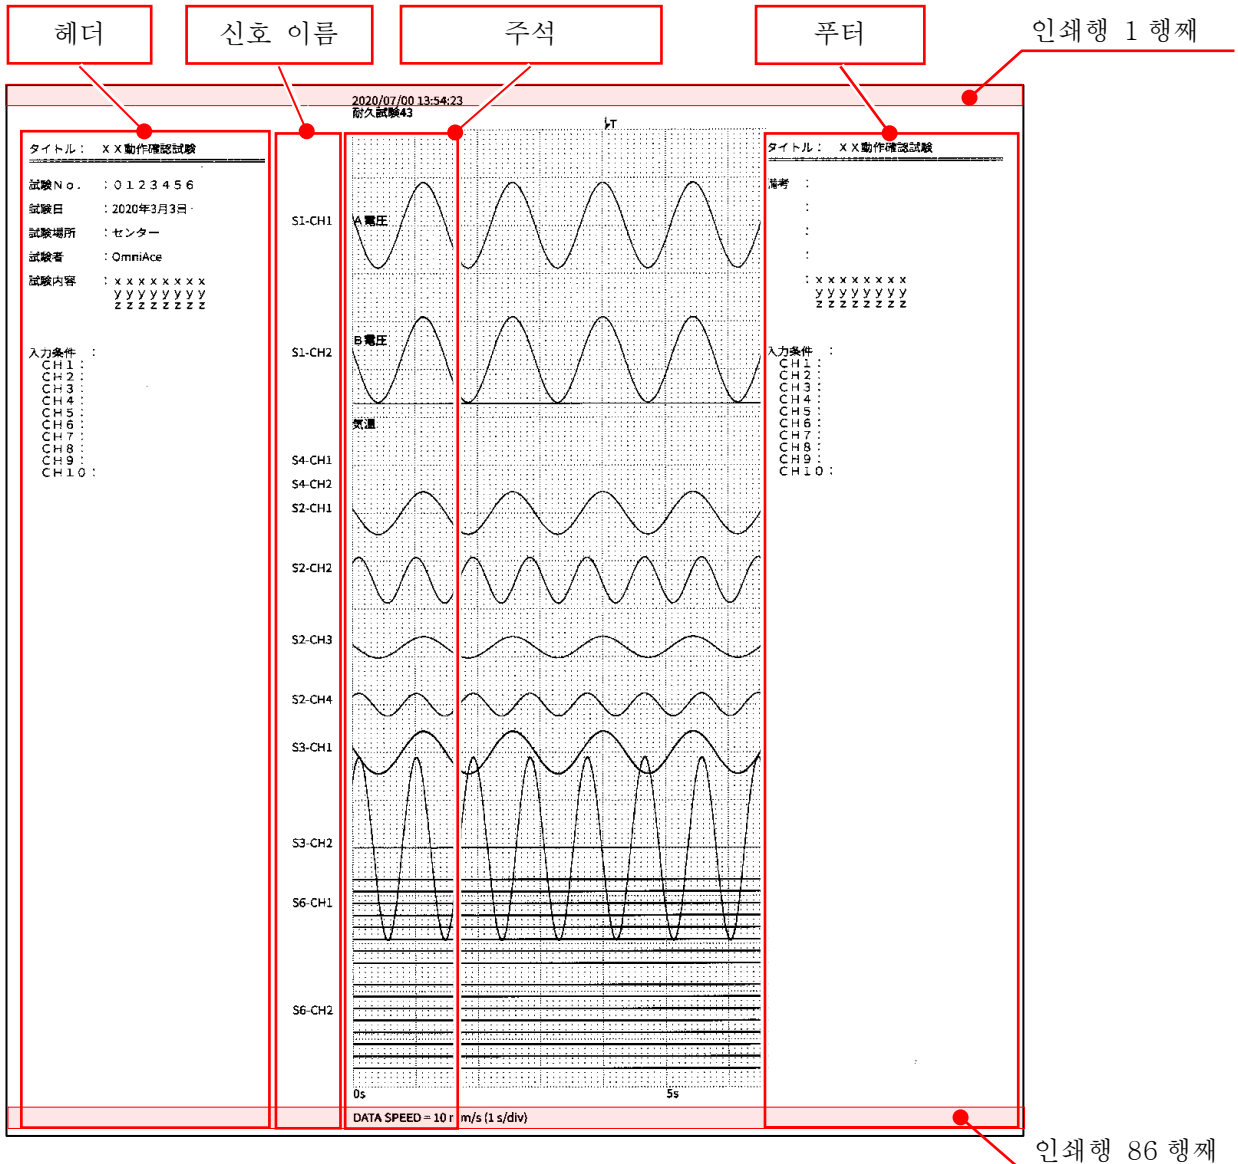 헤더
신호 이름
주석
푸터
인쇄행 1 행째
2020/07/00 13:54:23
耐久試験43
T
タイトル： ＸＸ動作確認試験
試験Ｎｏ． ：０１２３４５６
試験日 ：2020年3月3日
試験場所 ：センター
試験者 ：OmniAce
試験内容 ：ｘｘｘｘｘｘｘｘ
ｙｙｙｙｙｙｙｙ
ｚｚｚｚｚｚｚｚ
入力条件 ：
ＣＨ１：
ＣＨ２：
ＣＨ３：
ＣＨ４：
ＣＨ５：
ＣＨ６：
ＣＨ７：
ＣＨ８：
ＣＨ９：
ＣＨ１０：
S1-CH1
S1-CH2
S4-CH1
S4-CH2
S2-CH1
S2-CH2
S2-CH3
S2-CH4
S3-CH1
S3-CH2
S6-CH1
S6-CH2
A電圧
B電圧
気温
0s
5s
DATA SPEED = 10 mm/s (1 s/div)
タイトル： ＸＸ動作確認試験
備考 ：
：
：
：
：ｘｘｘｘｘｘｘｘ
ｙｙｙｙｙｙｙｙ
ｚｚｚｚｚｚｚｚ
入力条件 ：
ＣＨ１：
ＣＨ２：
ＣＨ３：
ＣＨ４：
ＣＨ５：
ＣＨ６：
ＣＨ７：
ＣＨ８：
ＣＨ９：
ＣＨ１０：
인쇄행 86 행째